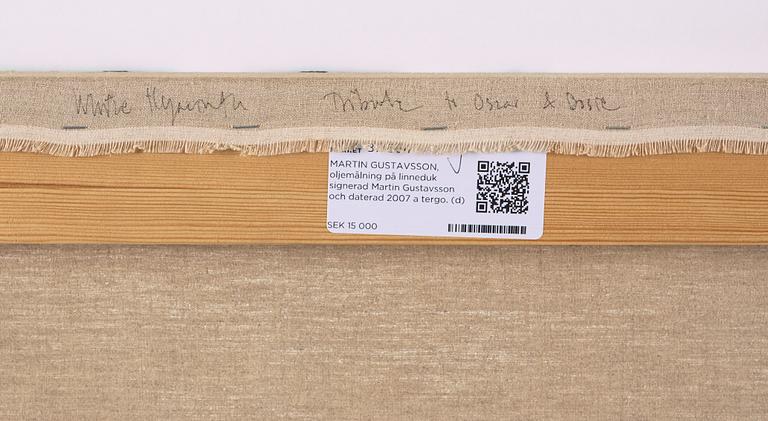 White Hyacinth Tribute to Oscar & Bosie
MARTIN GUSTAVSSON,
oljemålning på linneduk
signerad Martin Gustavsson
och daterad 2007 a tergo. (d)
SEK 15 000